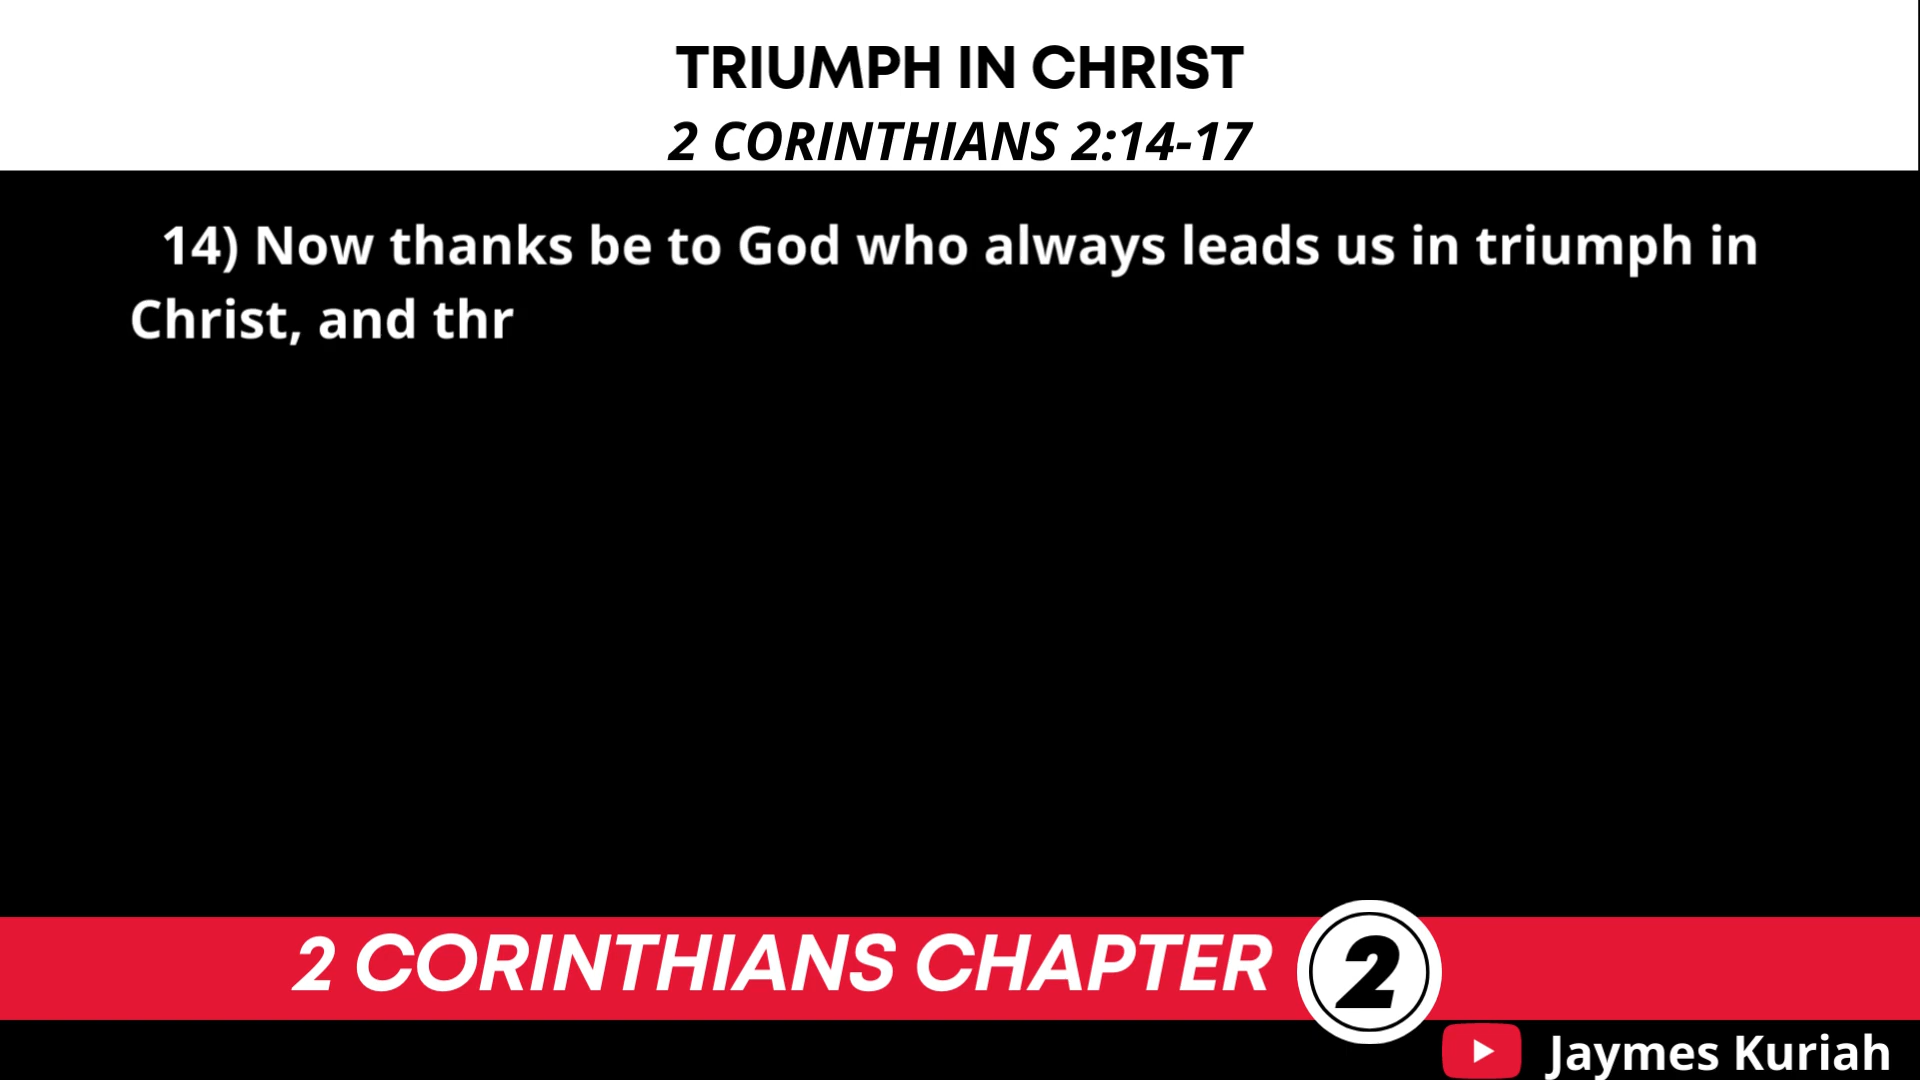 TRIUMPH IN CHRIST
2 CORINTHIANS 2:14-17
14) Now thanks be to God who always leads us in triumph in
Christ, and thr
2 CORINTHIANS CHAPTER 2
Jaymes Kuriah